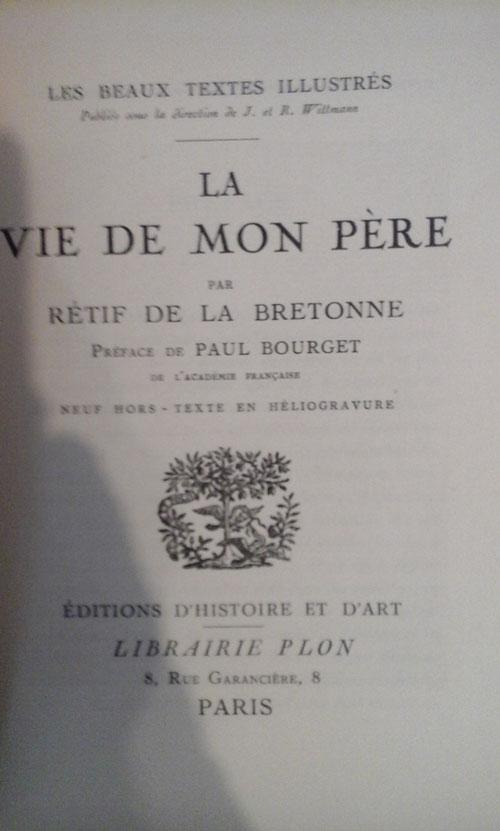 LES BEAUX TEXTES ILLUSTRÉS
Publiés sous la direction de J. et R. Wittmann
LA
VIE DE MON PÈRE
PAR
RÉTIF DE LA BRETONNE
PRÉFACE DE PAUL BOURGET
DE L'ACADÉMIE FRANÇAISE
NEUF HORS-TEXTE EN HÉLIOGRAVURE
ÉDITIONS D'HISTOIRE ET D'ART
LIBRAIRIE PLON
8, RUE GARANCIÈRE, 8
PARIS